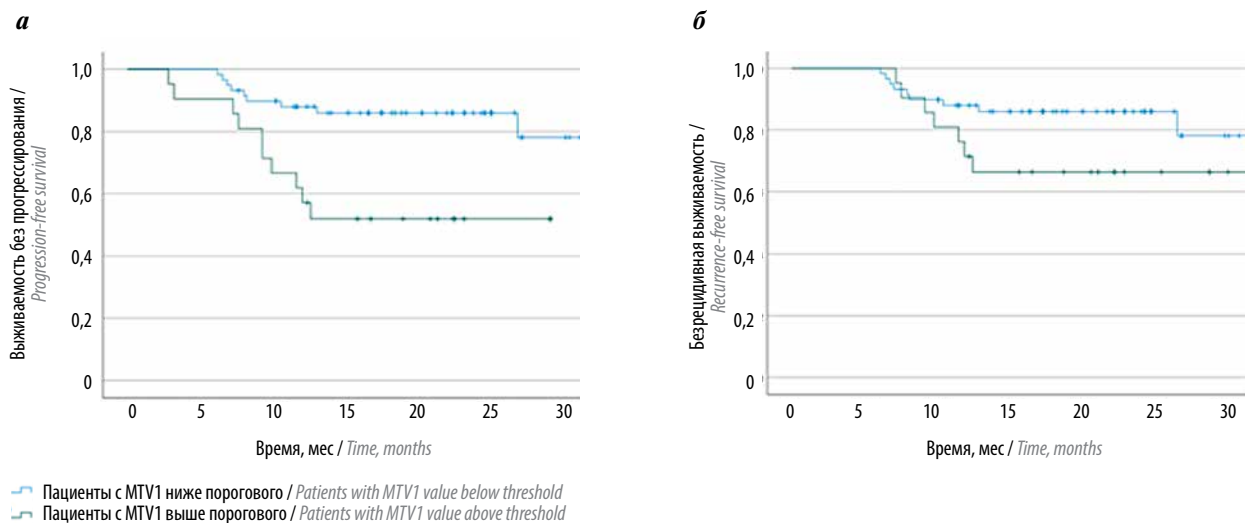 а
Выживаемость без прогрессирования /
Progression-free survival
1,0
0,8
0,6
0,4
0,2
0
0 5 10 15 20 25 30
Время, мес / Time, months
б
Безрецидивная выживаемость /
Recurrence-free survival
1,0
0,8
0,6
0,4
0,2
0
0 5 10 15 20 25 30
Время, мес / Time, months
Пациенты с MTV1 ниже порогового / Patients with MTV1 value below threshold
Пациенты с MTV1 выше порогового / Patients with MTV1 value above threshold